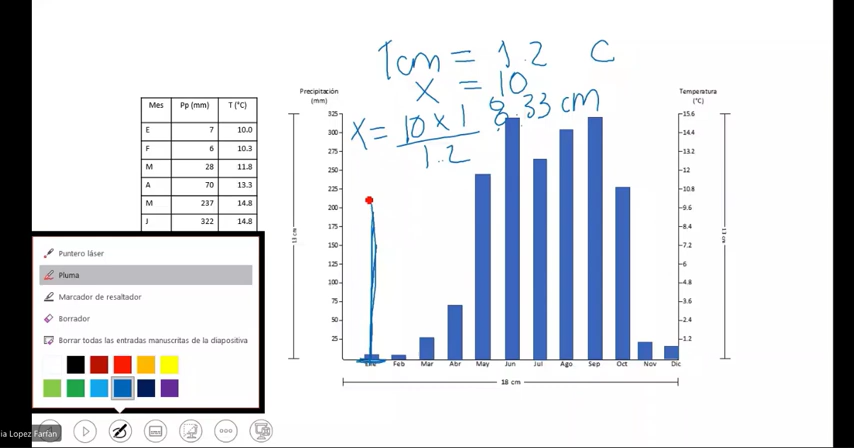 1cm = 1.2 C
x = 10
x = 10 x 1
1.2
8.33 cm
Precipitación
(mm)
Temperatura
(°C)
Mes Pp (mm) T (°C)
E 7 10.0
F 6 10.3
M 28 11.8
A 70 13.3
M 237 14.8
J 322 14.8
325
300
275
250
225
200
175
150
125
100
75
50
25
15.6
14.4
13.2
12
10.8
9.6
8.4
7.2
6
4.8
3.6
2.4
1.2
13 cm
13 cm
Ene Feb Mar Abr May Jun Jul Ago Sep Oct Nov Dic
18 cm
Puntero láser
Pluma
Marcador de resaltador
Borrador
Borrar todas las entradas manuscritas de la diapositiva
ia Lopez Farfan